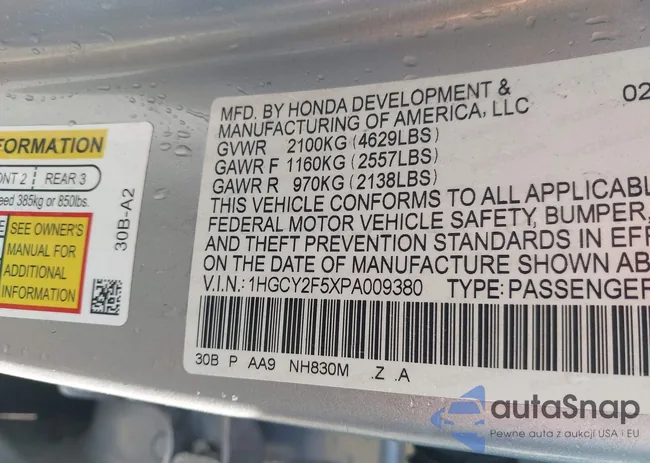 FORMATION
ONT 2 REAR 3
eed 385kg or 850lbs.
SEE OWNER'S
MANUAL FOR
ADDITIONAL
INFORMATION
30B-A2
MFD. BY HONDA DEVELOPMENT & 02
MANUFACTURING OF AMERICA, LLC
GVWR 2100KG (4629LBS)
GAWR F 1160KG (2557LBS)
GAWR R 970KG (2138LBS)
THIS VEHICLE CONFORMS TO ALL APPLICABL
FEDERAL MOTOR VEHICLE SAFETY, BUMPER,
AND THEFT PREVENTION STANDARDS IN EFF
ON THE DATE OF MANUFACTURE SHOWN AB
V.I.N.: 1HGCY2F5XPA009380 TYPE: PASSENGER
30B P AA9 NH830M .Z .A
autaSnap
Pewne auta z aukcji USA i EU